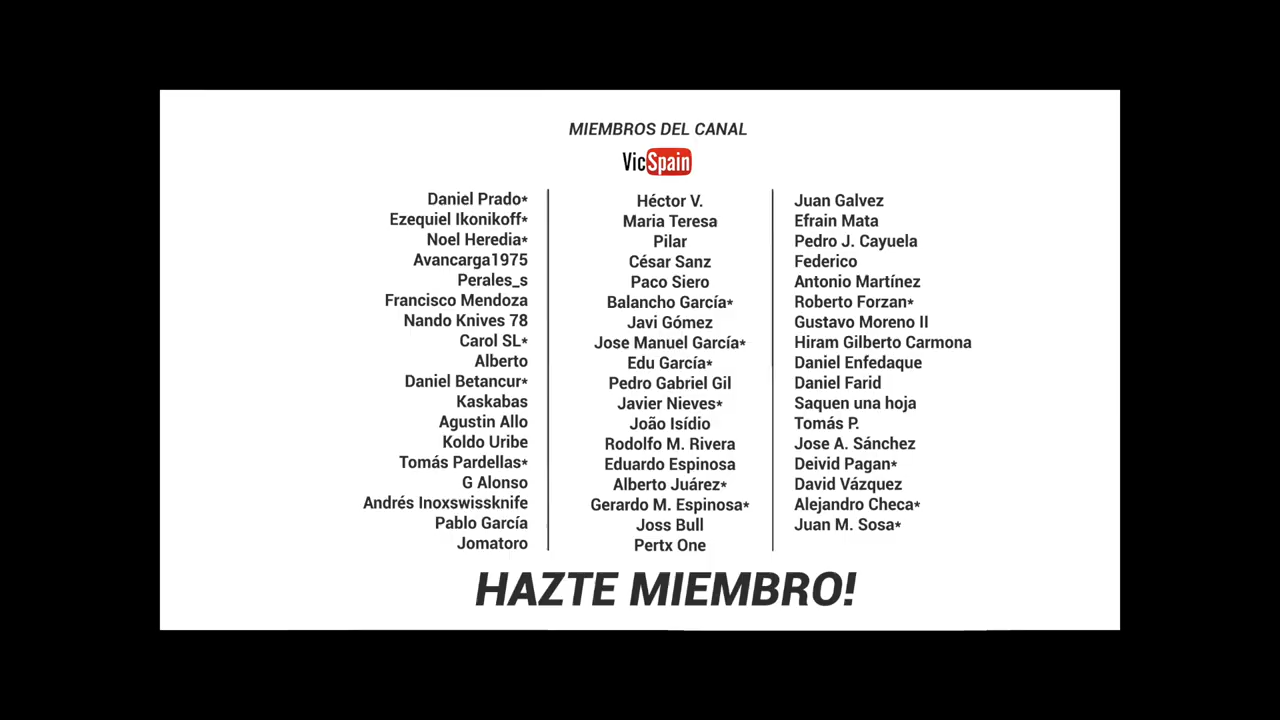 MIEMBROS DEL CANAL
VicSpain
Daniel Prado*
Ezequiel Ikonikoff*
Noel Heredia*
Avancarga1975
Perales_s
Francisco Mendoza
Nando Knives 78
Carol SL*
Alberto
Daniel Betancur*
Kaskabas
Agustin Allo
Koldo Uribe
Tomás Pardellas*
G Alonso
Andrés Inoxswissknife
Pablo García
Jomatoro
Héctor V.
Maria Teresa
Pilar
César Sanz
Paco Siero
Balancho García*
Javi Gómez
Jose Manuel García*
Edu García*
Pedro Gabriel Gil
Javier Nieves*
João Isídio
Rodolfo M. Rivera
Eduardo Espinosa
Alberto Juárez*
Gerardo M. Espinosa*
Joss Bull
Pertx One
Juan Galvez
Efrain Mata
Pedro J. Cayuela
Federico
Antonio Martínez
Roberto Forzan*
Gustavo Moreno II
Hiram Gilberto Carmona
Daniel Enfedaque
Daniel Farid
Saquen una hoja
Tomás P.
Jose A. Sánchez
Deivid Pagan*
David Vázquez
Alejandro Checa*
Juan M. Sosa*
HAZTE MIEMBRO!